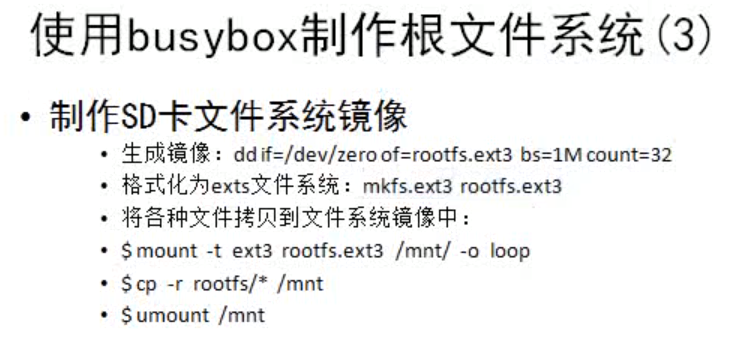 使用busybox制作根文件系统(3)
• 制作SD卡文件系统镜像
• 生成镜像：dd if=/dev/zero of=rootfs.ext3 bs=1M count=32
• 格式化为exts文件系统：mkfs.ext3 rootfs.ext3
• 将各种文件拷贝到文件系统镜像中：
• $ mount -t ext3 rootfs.ext3 /mnt/ -o loop
• $ cp -r rootfs/* /mnt
• $ umount /mnt